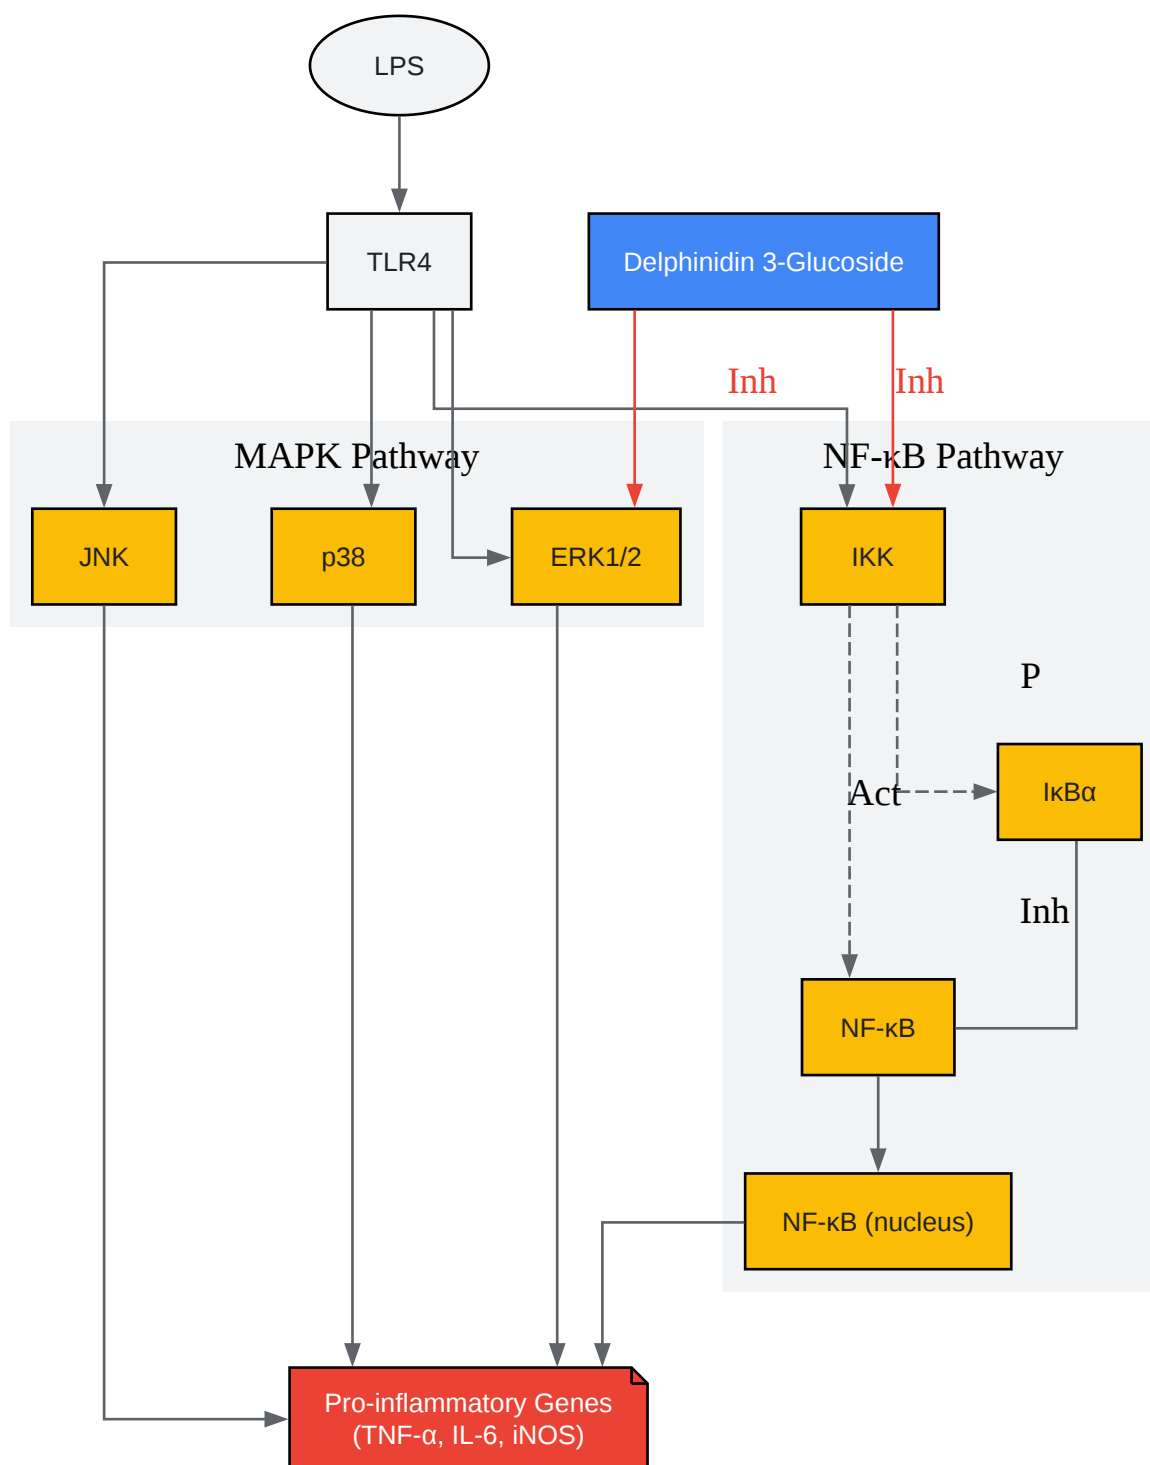 LPS
TLR4
Delphinidin 3-Glucoside
Inh
Inh
MAPK Pathway
NF-κB Pathway
JNK
p38
ERK1/2
IKK
P
Act
IκBα
Inh
NF-κB
NF-κB (nucleus)
Pro-inflammatory Genes
(TNF-α, IL-6, iNOS)